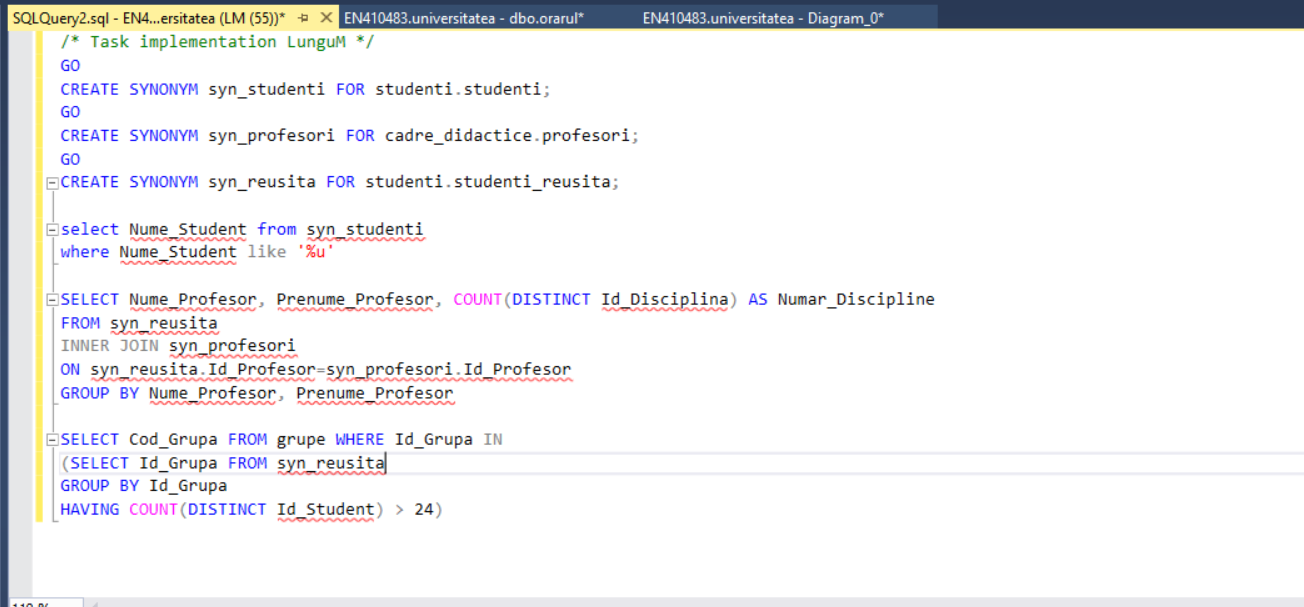 SQLQuery2.sql - EN4...ersitatea (LM (55))* EN410483.universitatea - dbo.orarul* EN410483.universitatea - Diagram_0*
/* Task implementation LunguM */
GO
CREATE SYNONYM syn_studenti FOR studenti.studenti;
GO
CREATE SYNONYM syn_profesori FOR cadre_didactice.profesori;
GO
CREATE SYNONYM syn_reusita FOR studenti.studenti_reusita;
select Nume_Student from syn_studenti
where Nume_Student like '%u'
SELECT Nume_Profesor, Prenume_Profesor, COUNT(DISTINCT Id_Disciplina) AS Numar_Discipline
FROM syn_reusita
INNER JOIN syn_profesori
ON syn_reusita.Id_Profesor=syn_profesori.Id_Profesor
GROUP BY Nume_Profesor, Prenume_Profesor
SELECT Cod_Grupa FROM grupe WHERE Id_Grupa IN
(SELECT Id_Grupa FROM syn_reusita
GROUP BY Id_Grupa
HAVING COUNT(DISTINCT Id_Student) > 24)